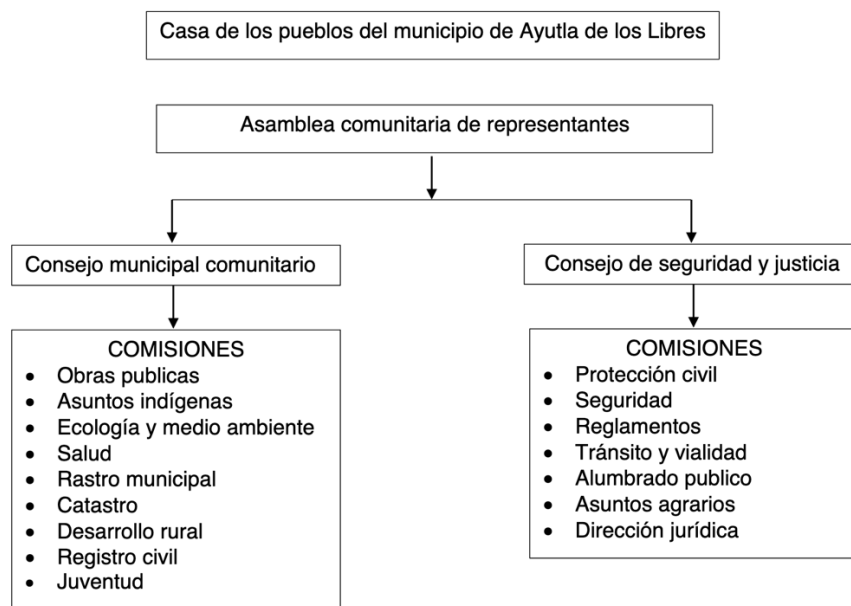 Casa de los pueblos del municipio de Ayutla de los Libres
Asamblea comunitaria de representantes
Consejo municipal comunitario
COMISIONES
• Obras publicas
• Asuntos indígenas
• Ecología y medio ambiente
• Salud
• Rastro municipal
• Catastro
• Desarrollo rural
• Registro civil
• Juventud
Consejo de seguridad y justicia
COMISIONES
• Protección civil
• Seguridad
• Reglamentos
• Tránsito y vialidad
• Alumbrado publico
• Asuntos agrarios
• Dirección jurídica